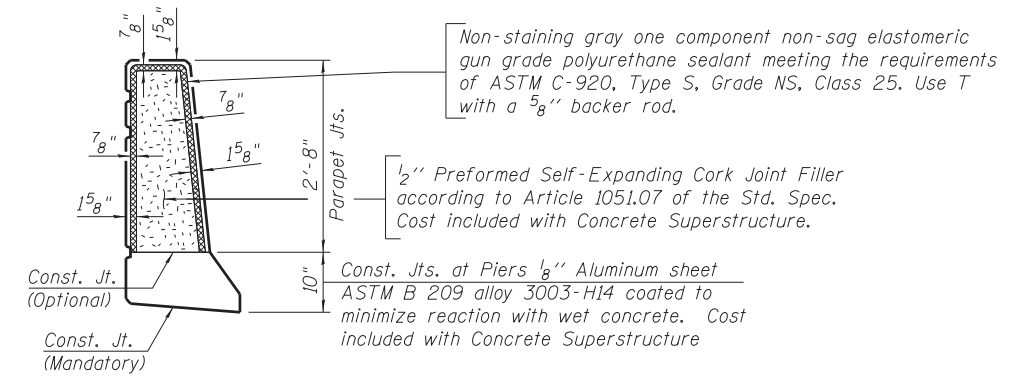 7/8"
1 5/8"
Non-staining gray one component non-sag elastomeric
gun grade polyurethane sealant meeting the requirements
of ASTM C-920, Type S, Grade NS, Class 25. Use T
with a 5/8" backer rod.
7/8"
7/8"
1 5/8"
1 5/8"
2'-8"
Parapet Jts.
1/2" Preformed Self-Expanding Cork Joint Filler
according to Article 1051.07 of the Std. Spec.
Cost included with Concrete Superstructure.
10"
Const. Jts. at Piers 1/8" Aluminum sheet
ASTM B 209 alloy 3003-H14 coated to
minimize reaction with wet concrete. Cost
included with Concrete Superstructure
Const. Jt.
(Optional)
Const. Jt.
(Mandatory)